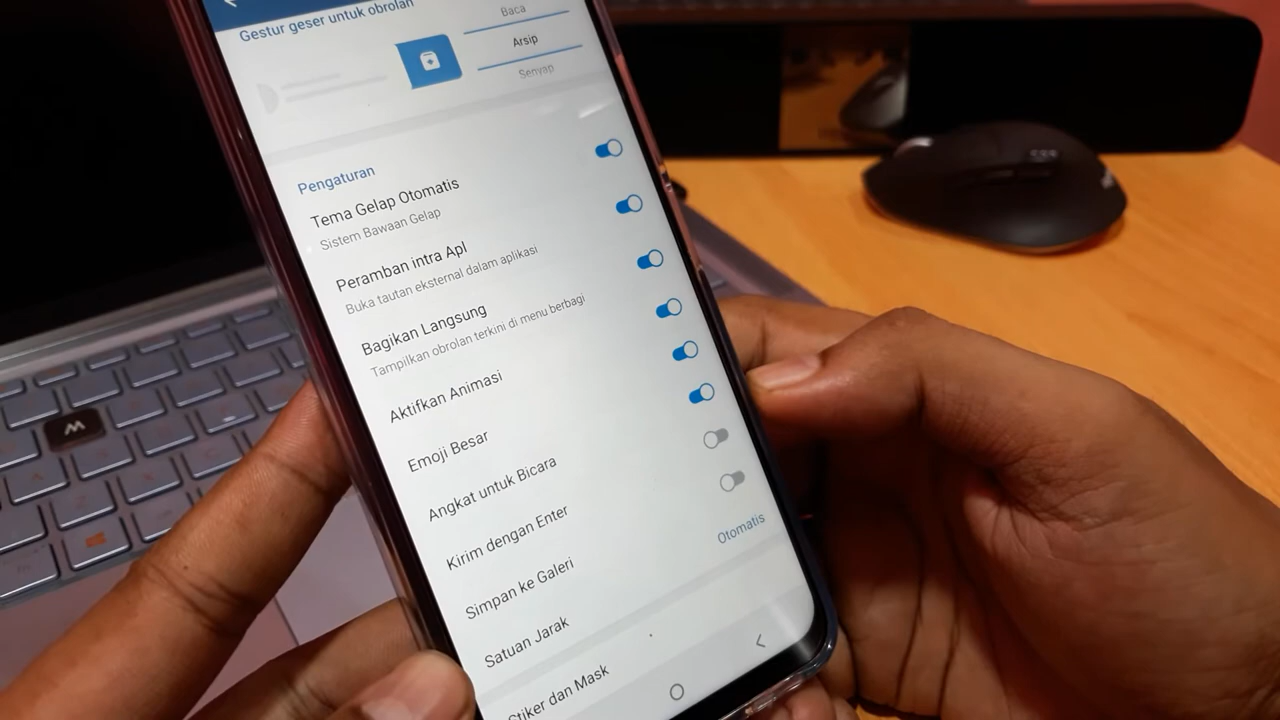 Gestur geser untuk obrolan
Baca
Arsip
Senyap
Pengaturan
Tema Gelap Otomatis
Sistem Bawaan Gelap
Peramban intra Apl
Buka tautan eksternal dalam aplikasi
Bagikan Langsung
Tampilkan obrolan terkini di menu berbagi
Aktifkan Animasi
Emoji Besar
Angkat untuk Bicara
Kirim dengan Enter
Simpan ke Galeri
Satuan Jarak
Otomatis
Stiker dan Mask